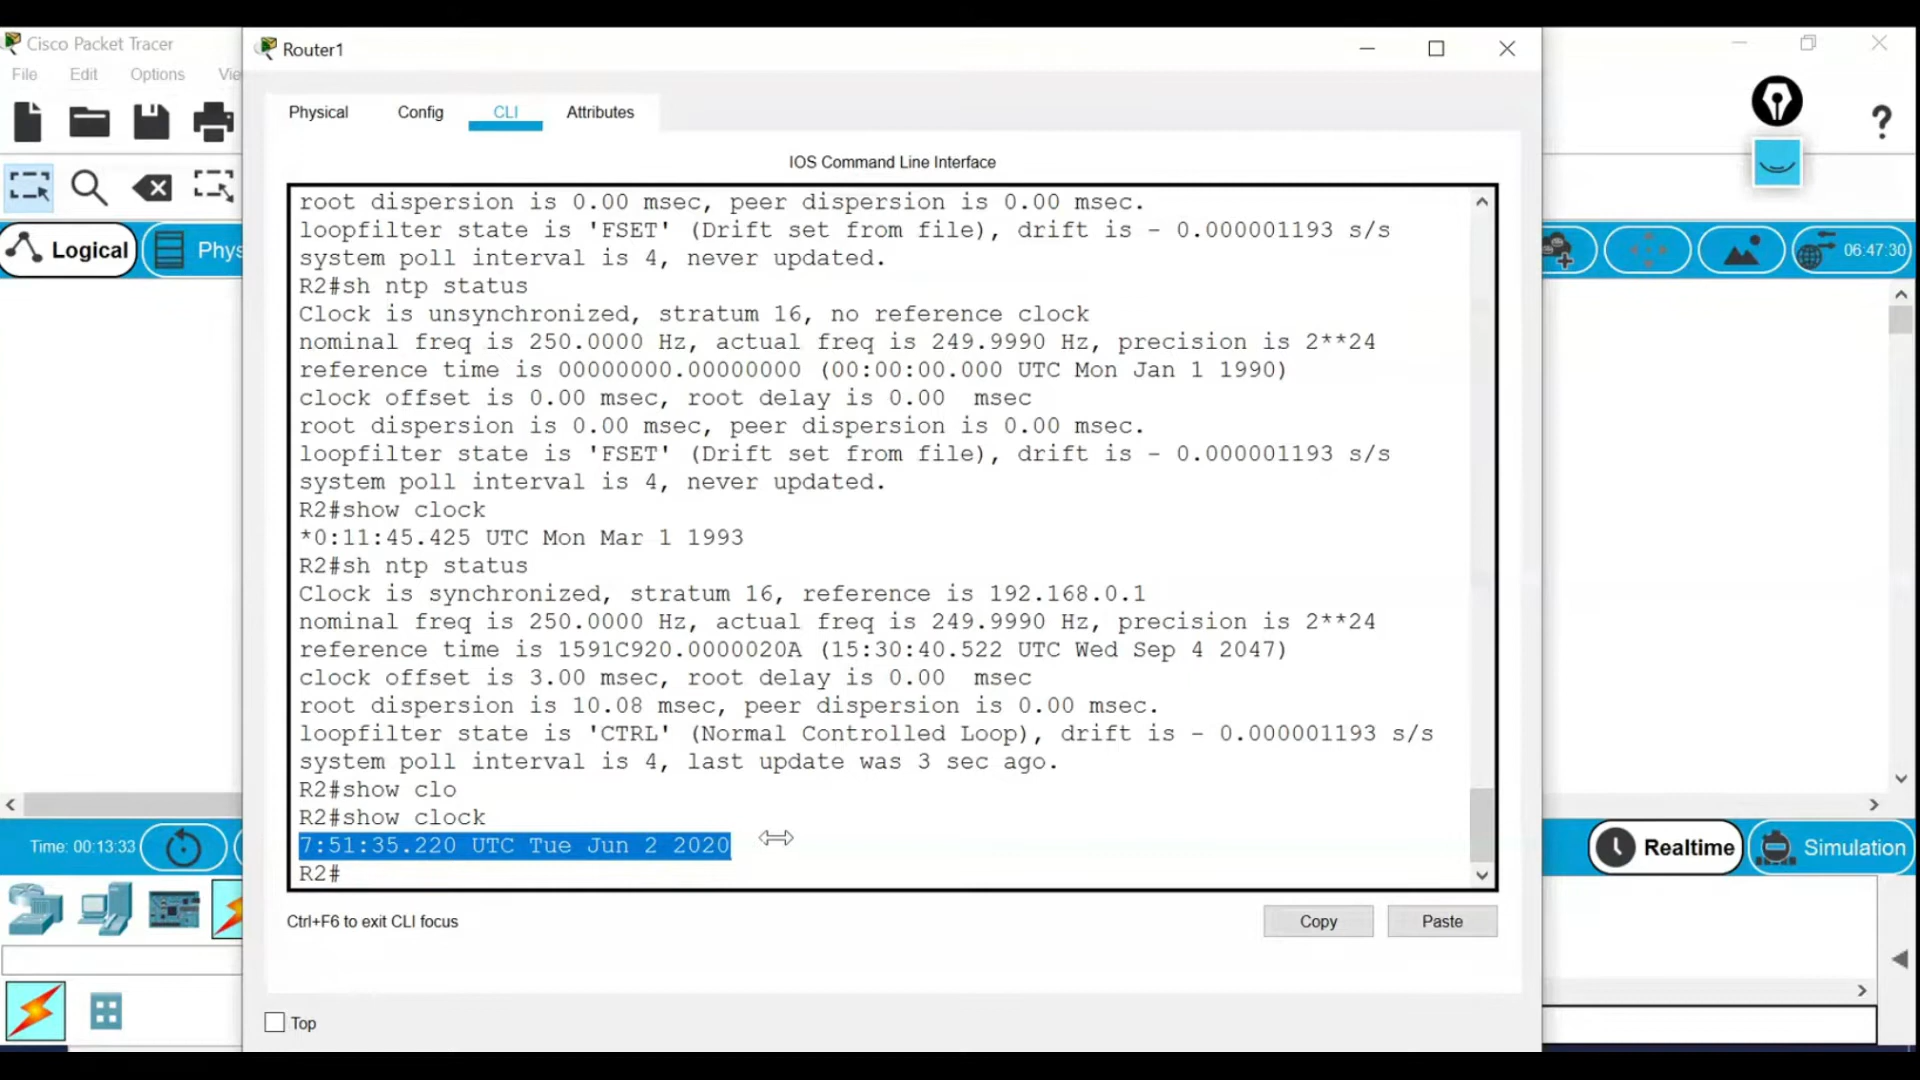 Cisco Packet Tracer
Router1
File Edit Options Vie
Physical Config CLI Attributes
?
IOS Command Line Interface
Logical
Phys
06:47:30
root dispersion is 0.00 msec, peer dispersion is 0.00 msec.
loopfilter state is 'FSET' (Drift set from file), drift is - 0.000001193 s/s
system poll interval is 4, never updated.
R2#sh ntp status
Clock is unsynchronized, stratum 16, no reference clock
nominal freq is 250.0000 Hz, actual freq is 249.9990 Hz, precision is 2**24
reference time is 00000000.00000000 (00:00:00.000 UTC Mon Jan 1 1990)
clock offset is 0.00 msec, root delay is 0.00  msec
root dispersion is 0.00 msec, peer dispersion is 0.00 msec.
loopfilter state is 'FSET' (Drift set from file), drift is - 0.000001193 s/s
system poll interval is 4, never updated.
R2#show clock
*0:11:45.425 UTC Mon Mar 1 1993
R2#sh ntp status
Clock is synchronized, stratum 16, reference is 192.168.0.1
nominal freq is 250.0000 Hz, actual freq is 249.9990 Hz, precision is 2**24
reference time is 1591C920.0000020A (15:30:40.522 UTC Wed Sep 4 2047)
clock offset is 3.00 msec, root delay is 0.00  msec
root dispersion is 10.08 msec, peer dispersion is 0.00 msec.
loopfilter state is 'CTRL' (Normal Controlled Loop), drift is - 0.000001193 s/s
system poll interval is 4, last update was 3 sec ago.
R2#show clo
R2#show clock
7:51:35.220 UTC Tue Jun 2 2020
R2#
Time: 00:13:33
Realtime
Simulation
Ctrl+F6 to exit CLI focus
Copy
Paste
Top